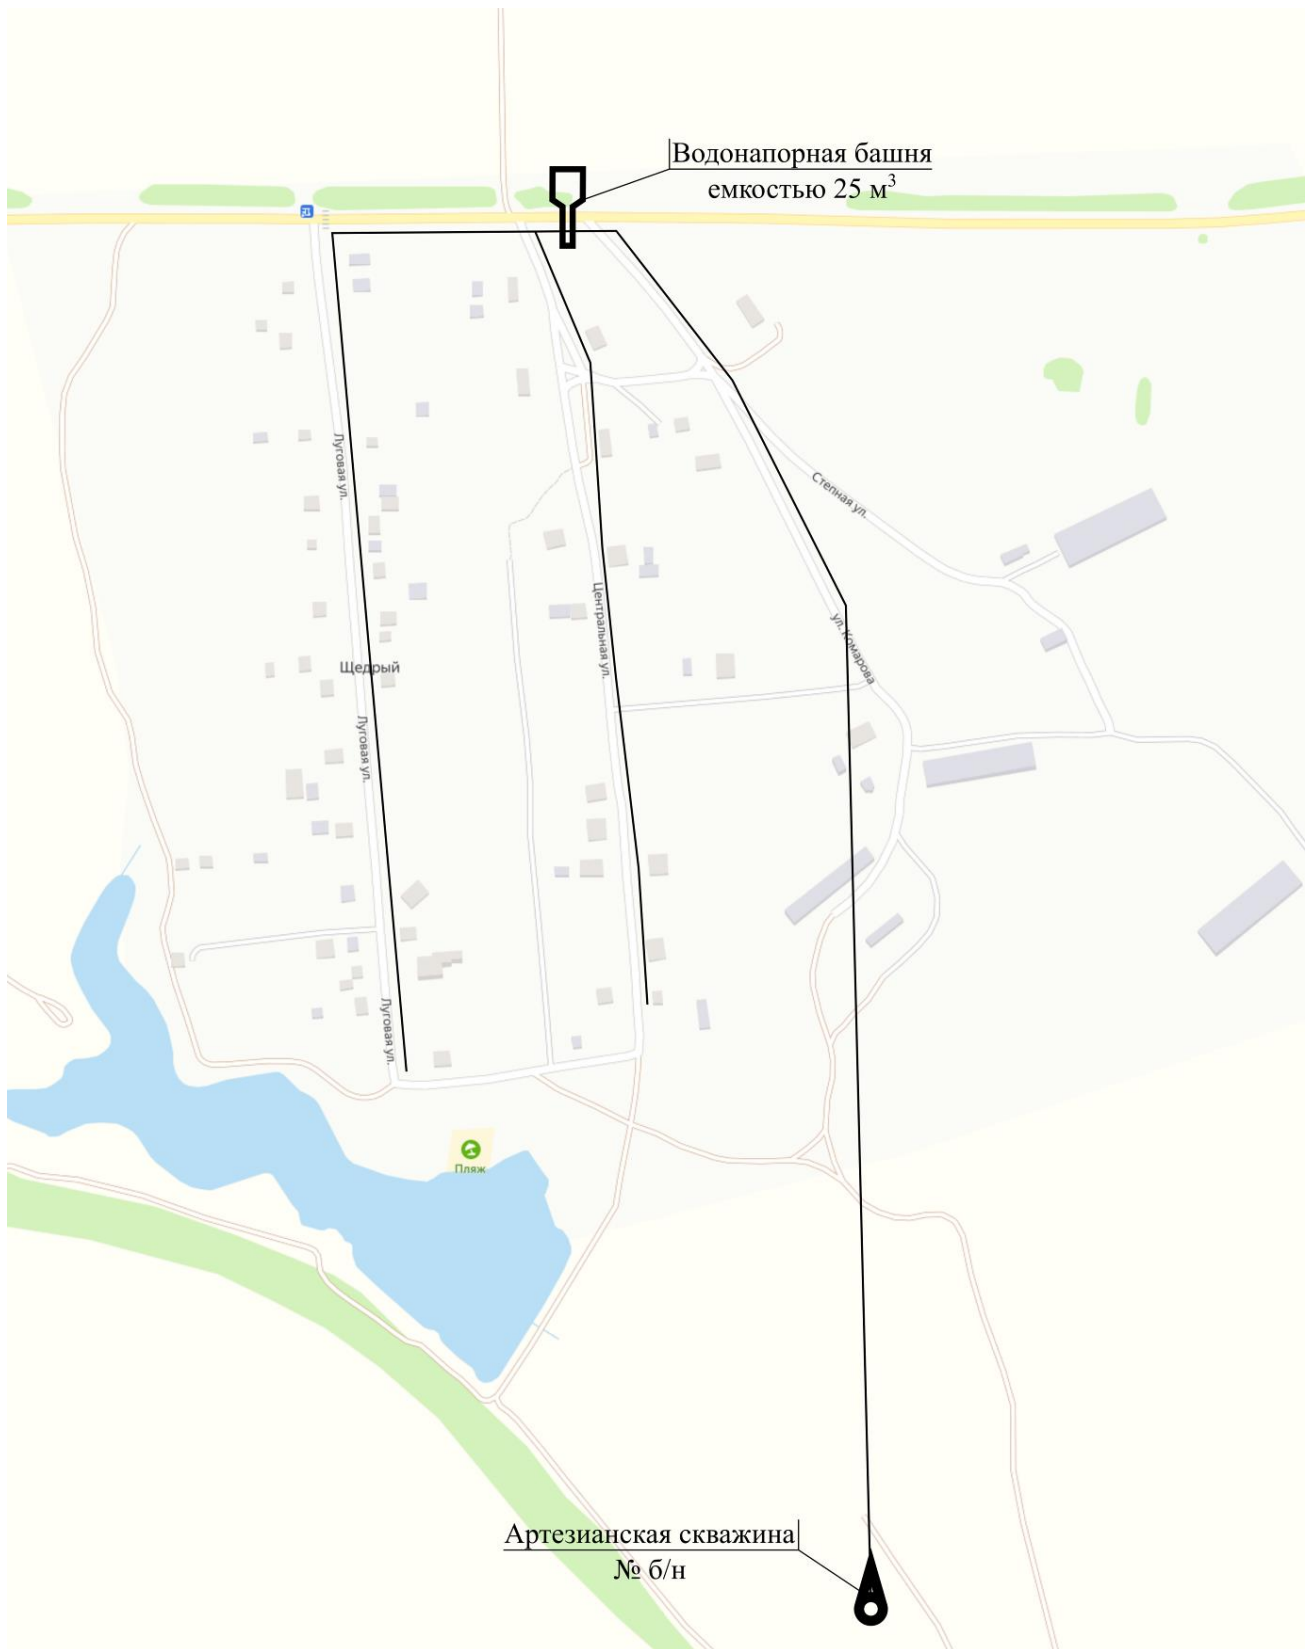 Водонапорная башня
емкостью 25 м³
Луговая ул.
Степная ул.
Центральная ул.
ул. Комарова
Щедрый
Луговая ул.
Луговая ул.
Пляж
Артезианская скважина
№ б/н